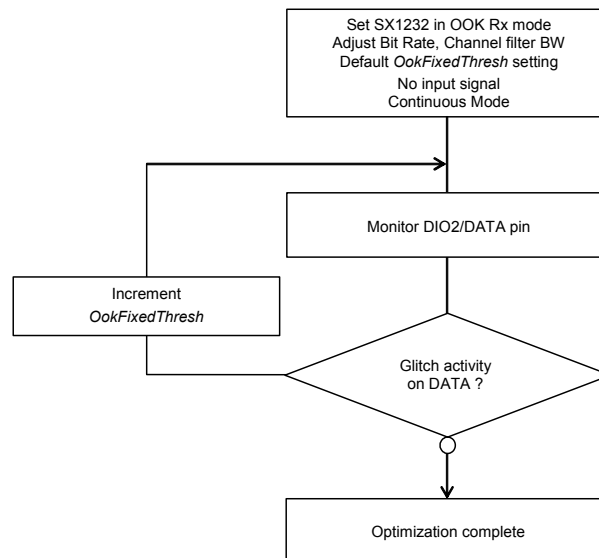 Set SX1232 in OOK Rx mode
Adjust Bit Rate, Channel filter BW
Default OokFixedThresh setting
No input signal
Continuous Mode
Monitor DIO2/DATA pin
Increment
OokFixedThresh
Glitch activity
on DATA ?
Optimization complete